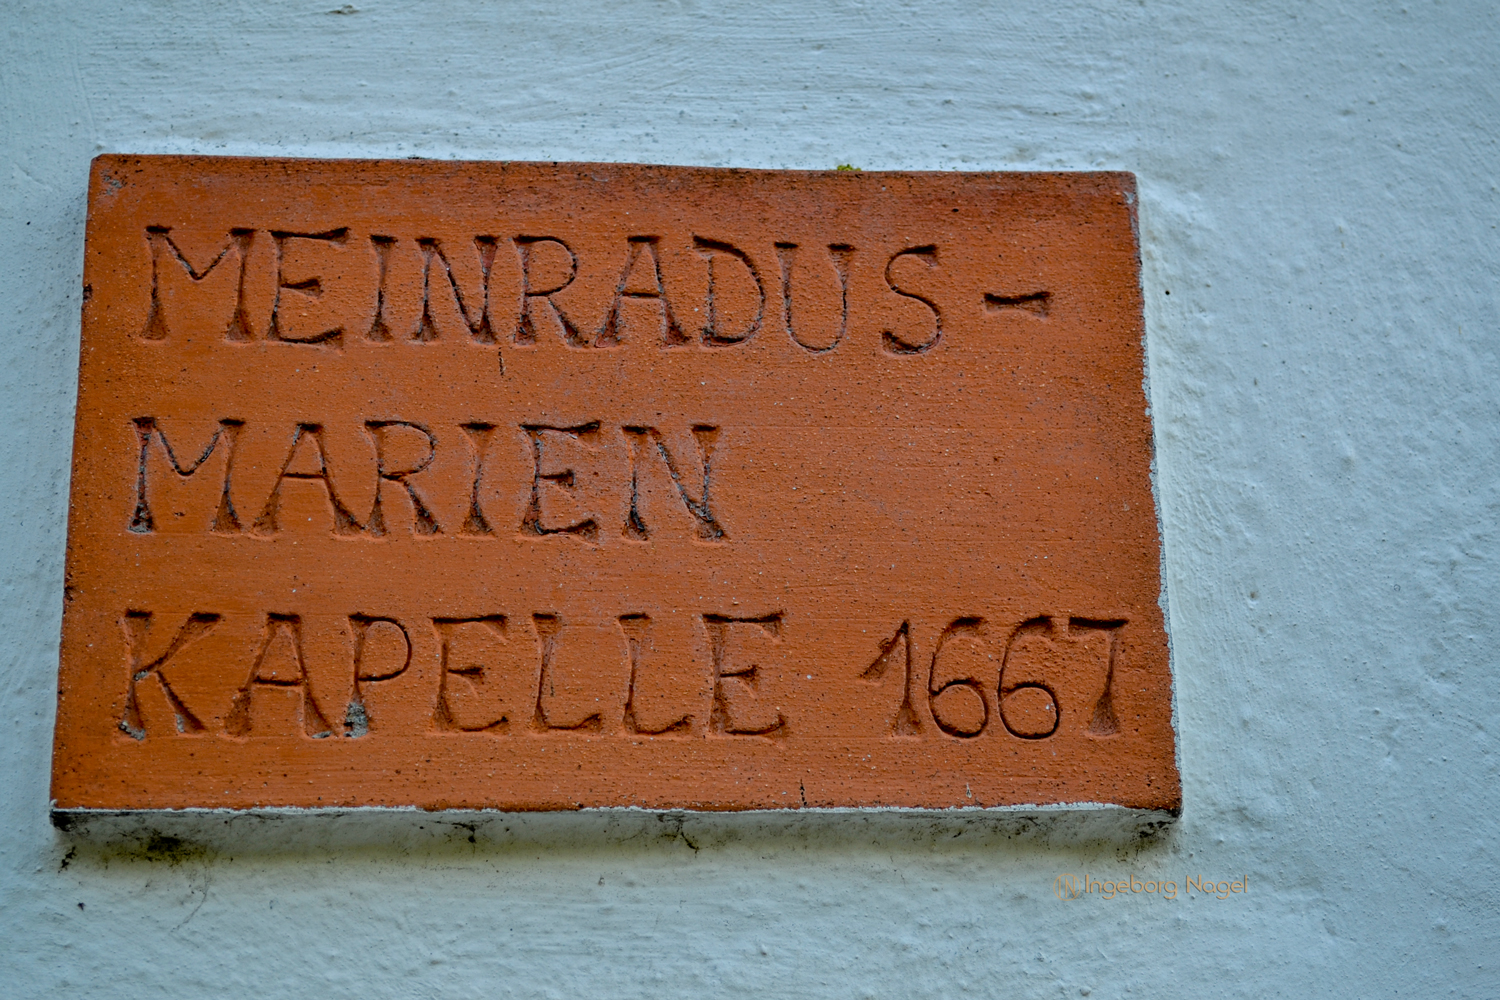 MEINRADUS-
MARIEN
KAPELLE 1667
Ingeborg Nagel